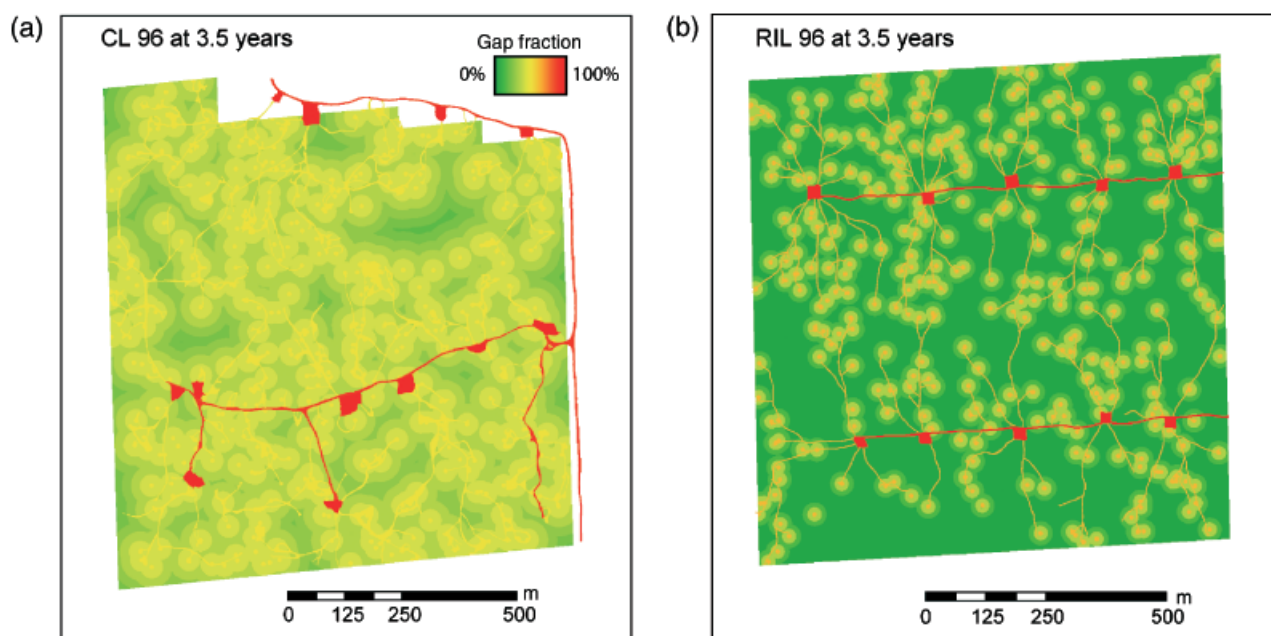 (a)
CL 96 at 3.5 years
Gap fraction
0% 100%
m
0 125 250 500
(b)
RIL 96 at 3.5 years
m
0 125 250 500